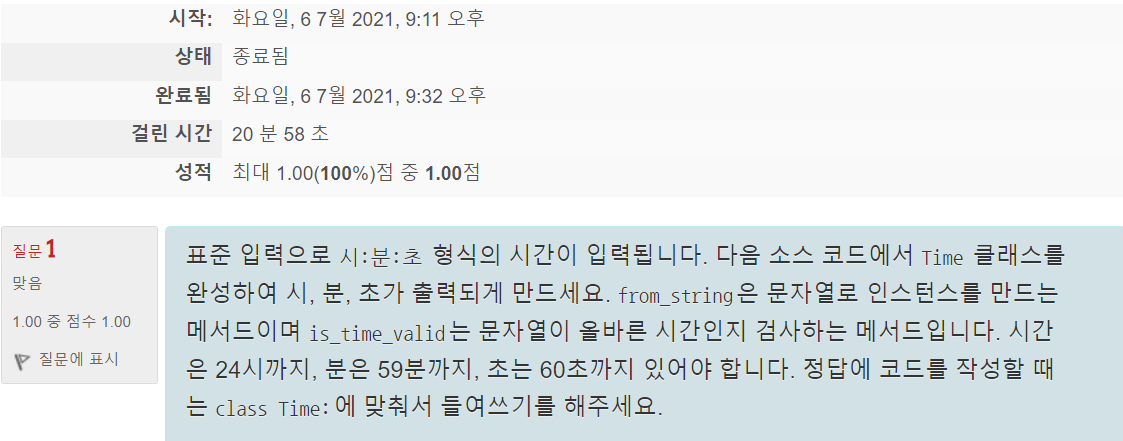 시작: 화요일, 6 7월 2021, 9:11 오후
상태 종료됨
완료됨 화요일, 6 7월 2021, 9:32 오후
걸린 시간 20 분 58 초
성적 최대 1.00(100%)점 중 1.00점
질문 1
맞음
1.00 중 점수 1.00
질문에 표시
표준 입력으로 시:분:초 형식의 시간이 입력됩니다. 다음 소스 코드에서 Time 클래스를
완성하여 시, 분, 초가 출력되게 만드세요. from_string은 문자열로 인스턴스를 만드는
메서드이며 is_time_valid는 문자열이 올바른 시간인지 검사하는 메서드입니다. 시간
은 24시까지, 분은 59분까지, 초는 60초까지 있어야 합니다. 정답에 코드를 작성할 때
는 class Time:에 맞춰서 들여쓰기를 해주세요.